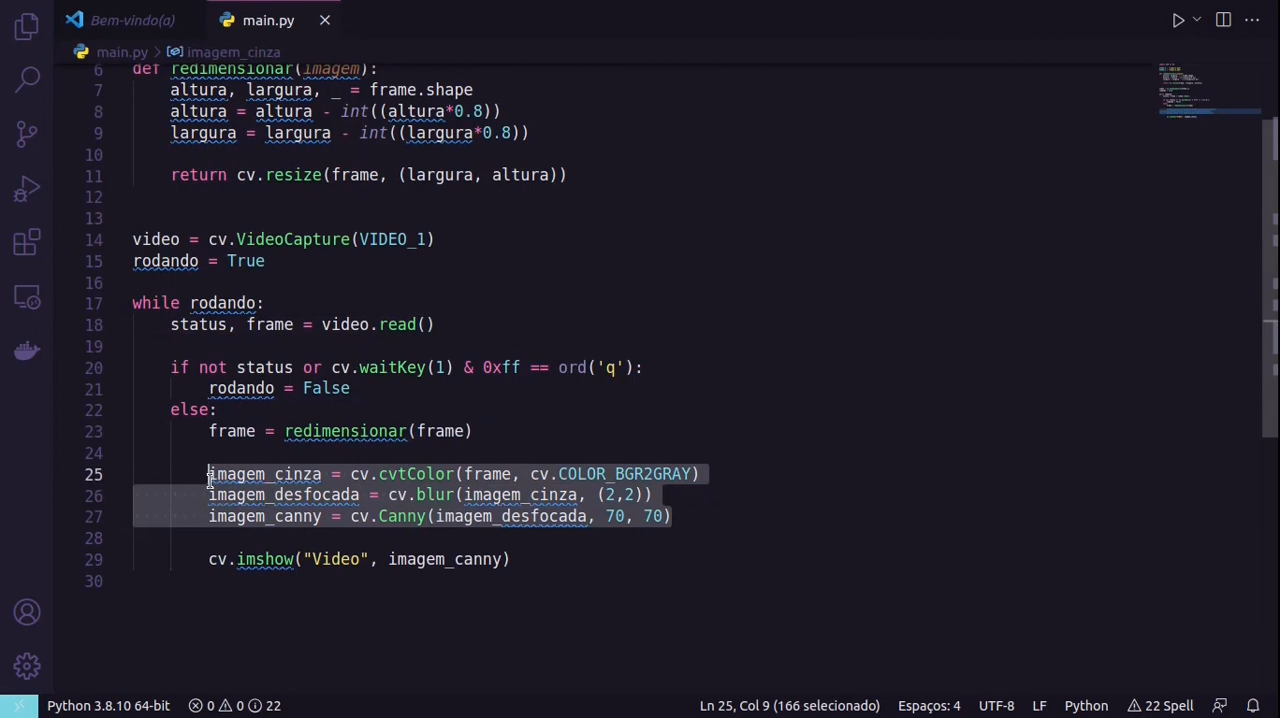 Bem-vindo(a)
main.py
main.py > imagem_cinza
6 def redimensionar(imagem):
7 altura, largura, _ = frame.shape
8 altura = altura - int((altura*0.8))
9 largura = largura - int((largura*0.8))
10
11 return cv.resize(frame, (largura, altura))
12
13
14 video = cv.VideoCapture(VIDEO_1)
15 rodando = True
16
17 while rodando:
18 status, frame = video.read()
19
20 if not status or cv.waitKey(1) & 0xff == ord('q'):
21 rodando = False
22 else:
23 frame = redimensionar(frame)
24
25 imagem_cinza = cv.cvtColor(frame, cv.COLOR_BGR2GRAY)
26 imagem_desfocada = cv.blur(imagem_cinza, (2,2))
27 imagem_canny = cv.Canny(imagem_desfocada, 70, 70)
28
29 cv.imshow("Video", imagem_canny)
30
Python 3.8.10 64-bit 0 0 22 Ln 25, Col 9 (166 selecionado) Espaços: 4 UTF-8 LF Python 22 Spell